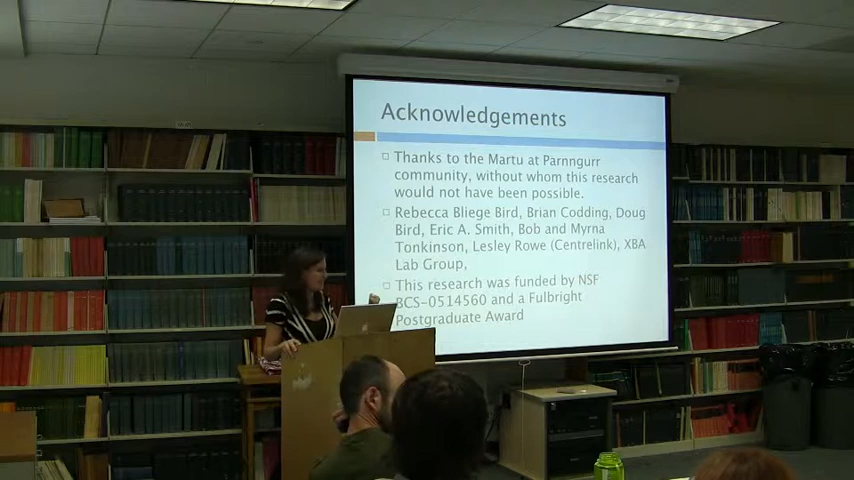 Acknowledgements
Thanks to the Martu at Parnngurr
community, without whom this research
would not have been possible.
Rebecca Bliege Bird, Brian Codding, Doug
Bird, Eric A. Smith, Bob and Myrna
Tonkinson, Lesley Rowe (Centrelink), XBA
Lab Group,
This research was funded by NSF
BCS-0514560 and a Fulbright
Postgraduate Award